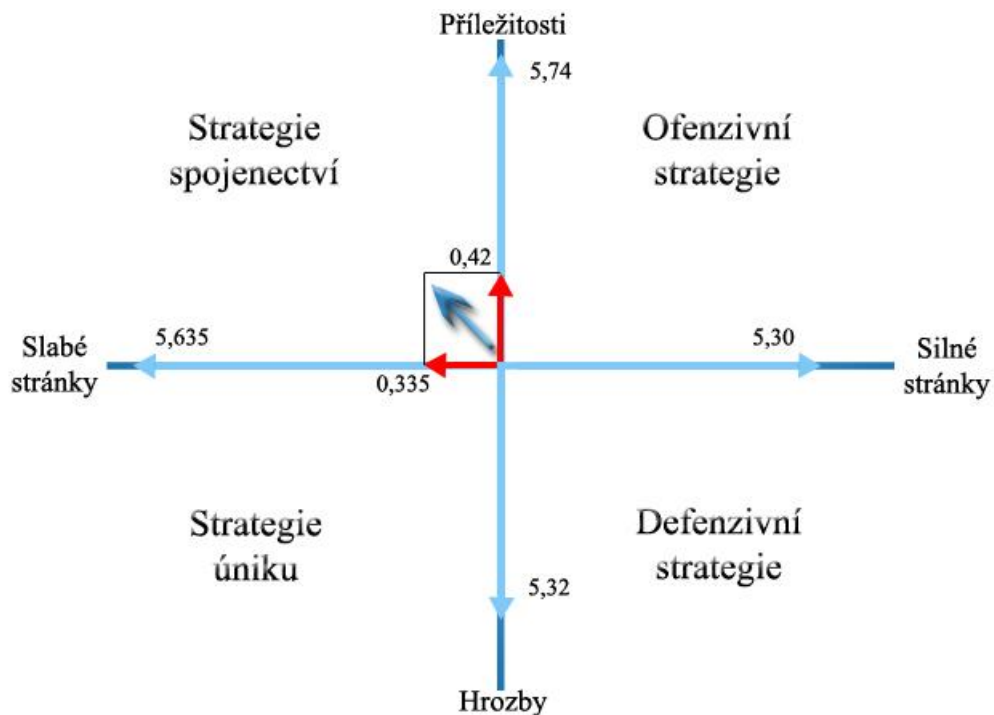 Příležitosti
5,74
Strategie
spojenectví
Ofenzivní
strategie
0,42
Slabé
stránky
5,635
0,335
5,30
Silné
stránky
Strategie
úniku
Defenzivní
strategie
5,32
Hrozby